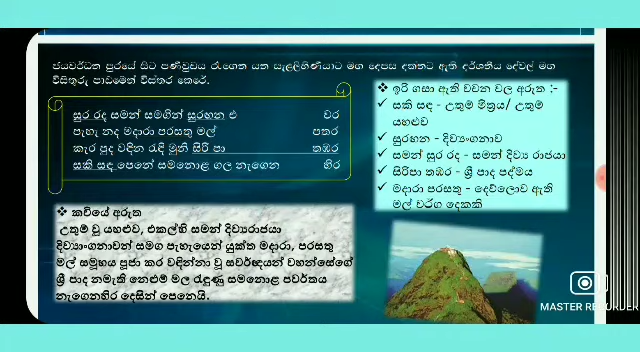 ජයවර්ධන පුරයේ සිට පණිවුඩය රැගෙන යන සැළලිහිණියාට මග දෙපස දකනට ඇති දර්ශනීය දේවල් මග
විසිතුරු පාඩමෙන් විස්තර කෙරේ.
සුර රද සමන් සමගින් සුරඟන එ වර
පැහැ නද මදාරා පරසතු මල් පතර
කැර පුද වඳින රැඳි මුනි සිරි පා තඹර
සකි සඳ පෙනේ සමනොළ ගල නැගෙන හිර
❖ කවියේ අරුත
උතුම් වූ යහළුව, එකල්හි සමන් දිව්‍යරාජයා
දිව්‍යාංගනාවන් සමග පැහැයෙන් යුක්ත මදාරා, පරසතු
මල් සමූහය පූජා කර වඳින්නා වූ සර්වඥයන් වහන්සේගේ
ශ්‍රී පාද නමැති නෙළුම් මල රැඳුණු සමනොළ පර්වතය
නැගෙනහිර දෙසින් පෙනෙයි.
❖ ඉරි ගසා ඇති වචන වල අරුත :-
✓ සකි සඳ - උතුම් මිත්‍රය/ උතුම්
යහළුව
✓ සුරඟන - දිව්‍යංගනාව
✓ සමන් සුර රද - සමන් දිව්‍ය රාජයා
✓ සිරිපා තඹර - ශ්‍රී පාද පද්මය
✓ මදාරා පරසතු - දෙව්ලොව ඇති
මල් වර්ග දෙකකි
MASTER RECORDER